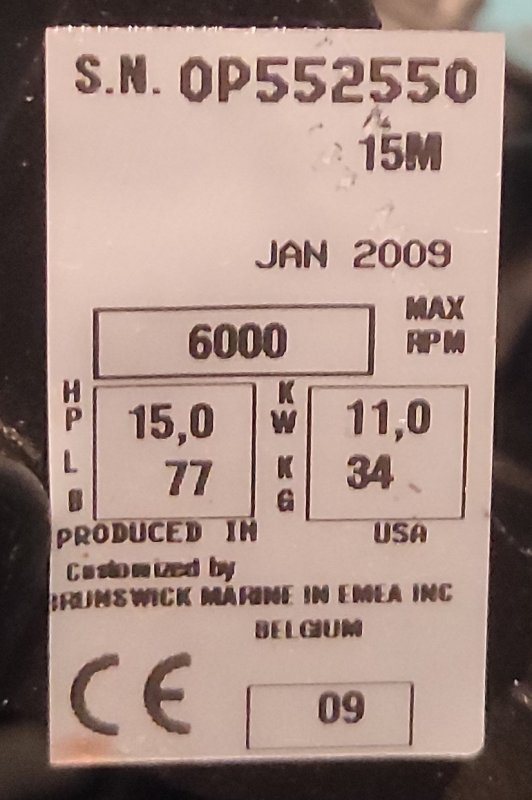 S.N. 0P552550
15M
JAN 2009
MAX
6000 RPM
HP 15,0 KW 11,0
LB 77 KG 34
PRODUCED IN USA
Customized by
BRUNSWICK MARINE IN EMEA INC
BELGIUM
CE 09